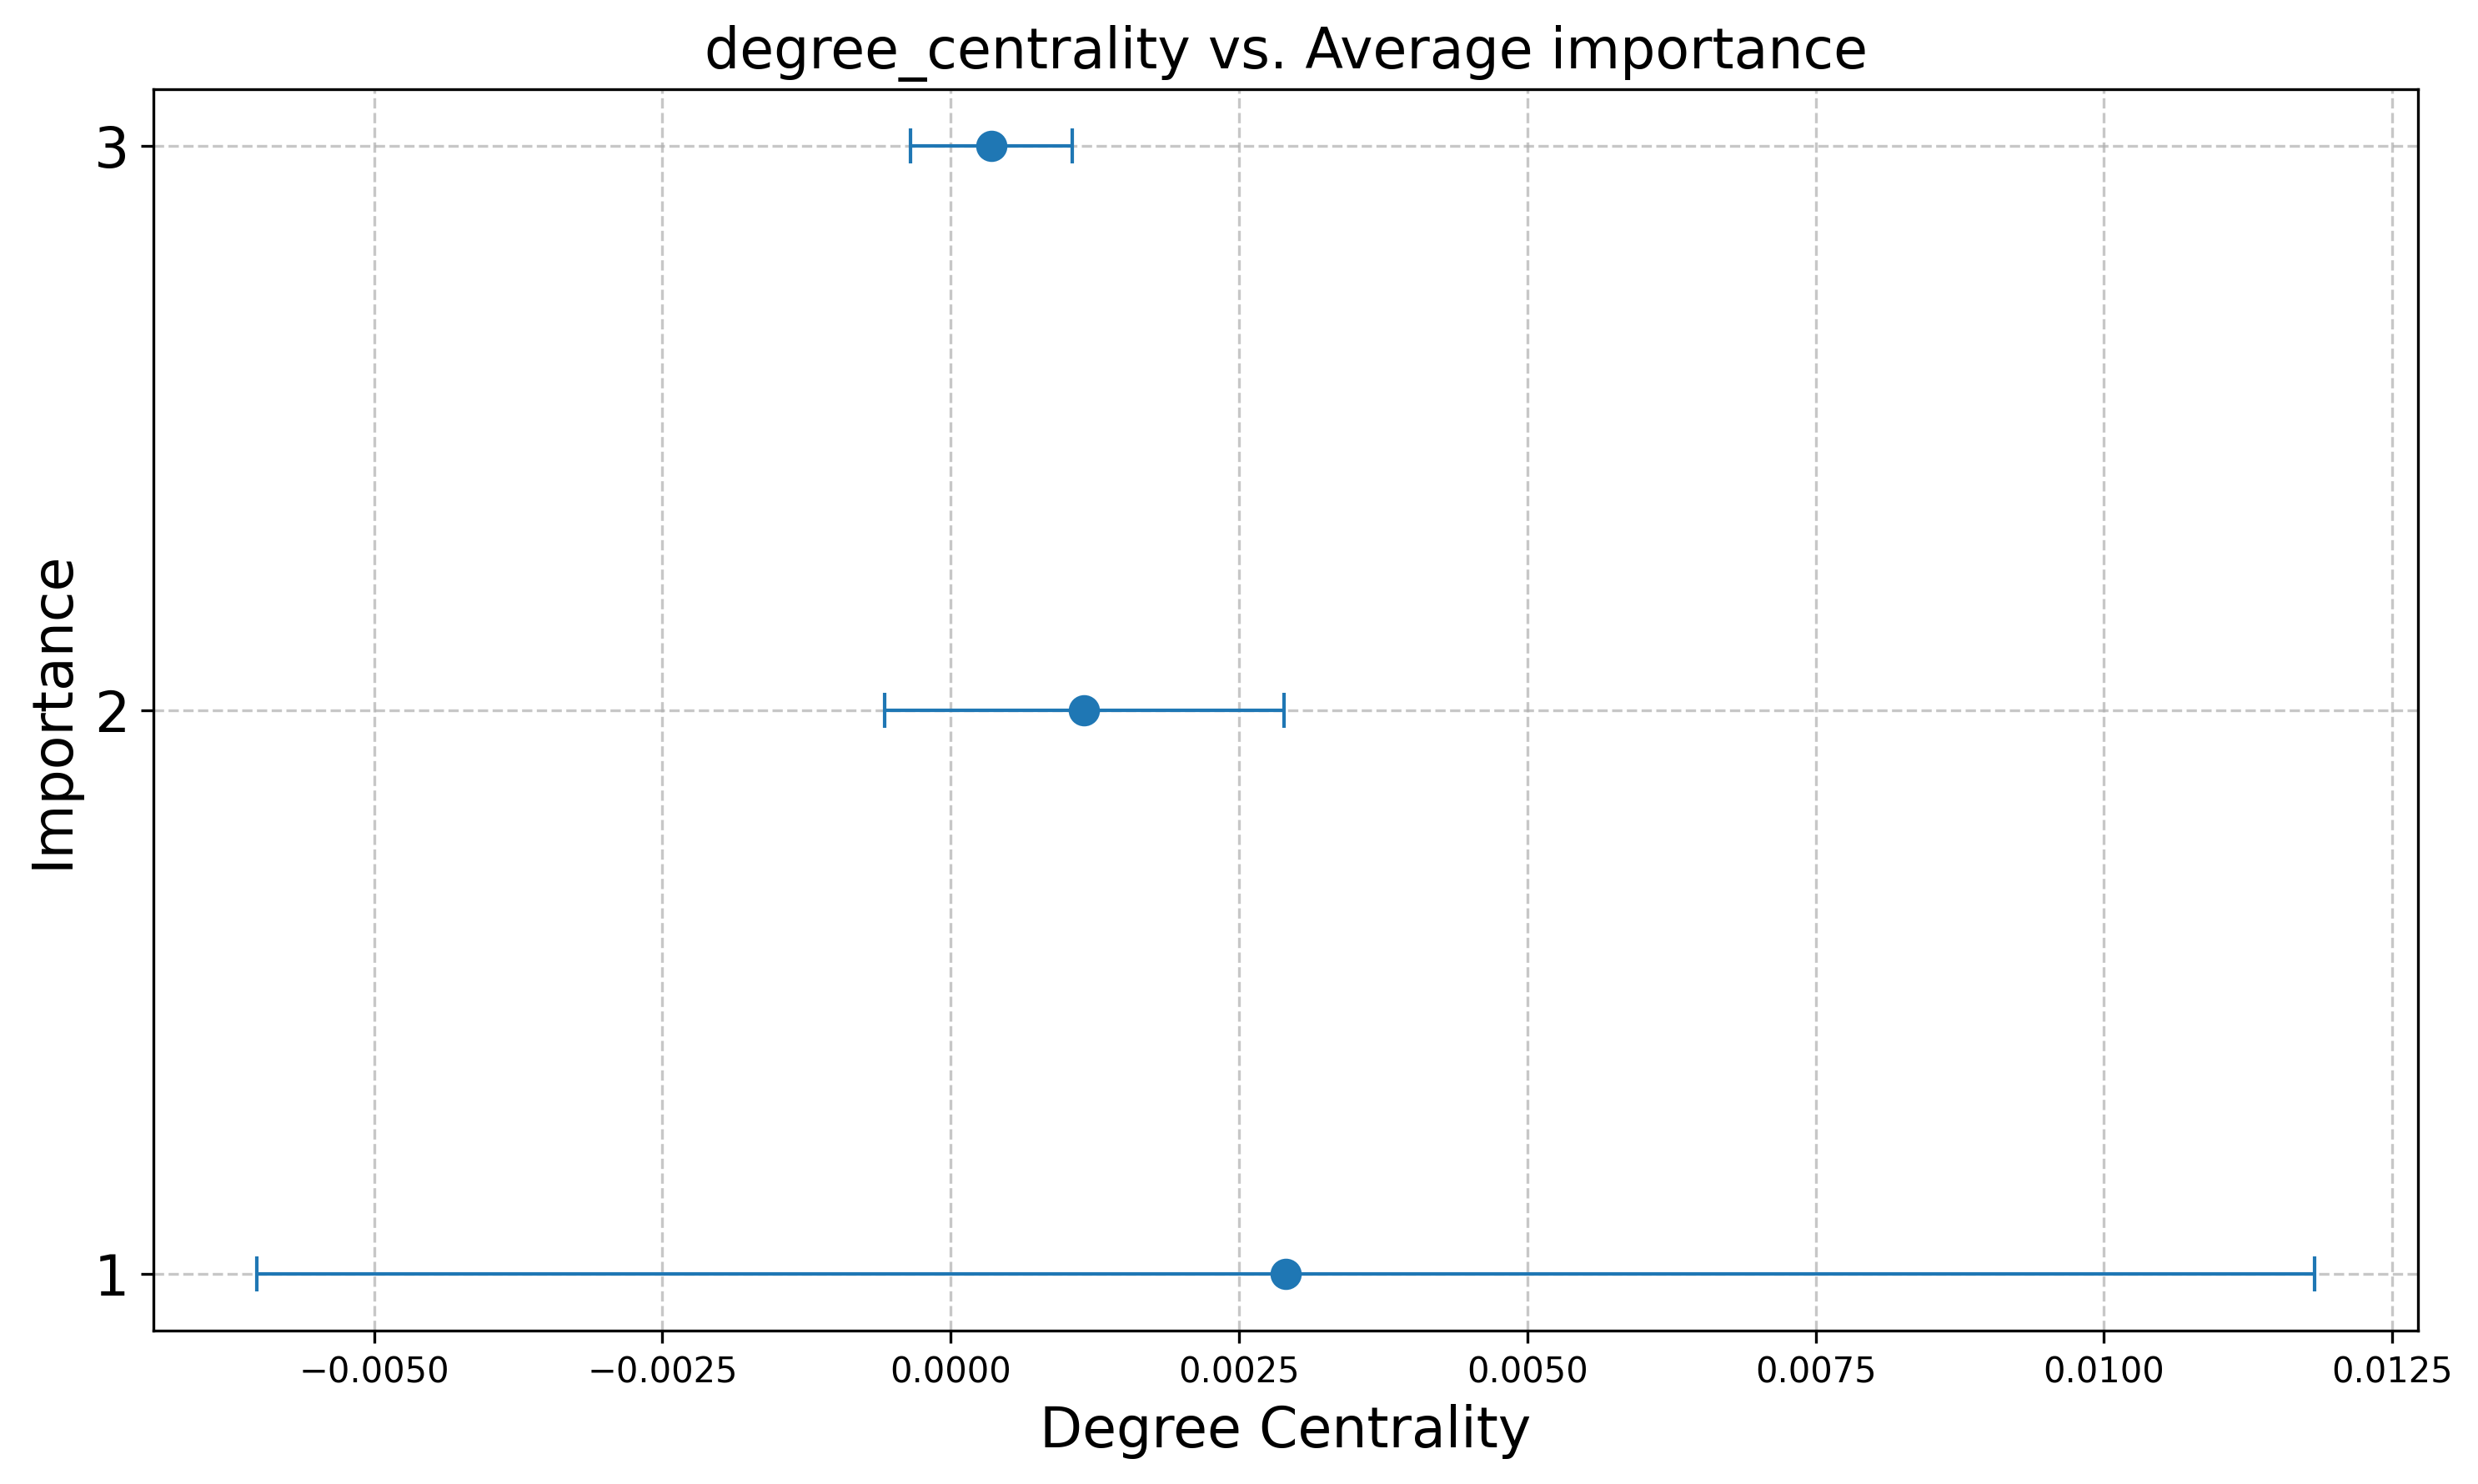 degree_centrality vs. Average importance
3
2
1
Importance
−0.0050 −0.0025 0.0000 0.0025 0.0050 0.0075 0.0100 0.0125
Degree Centrality